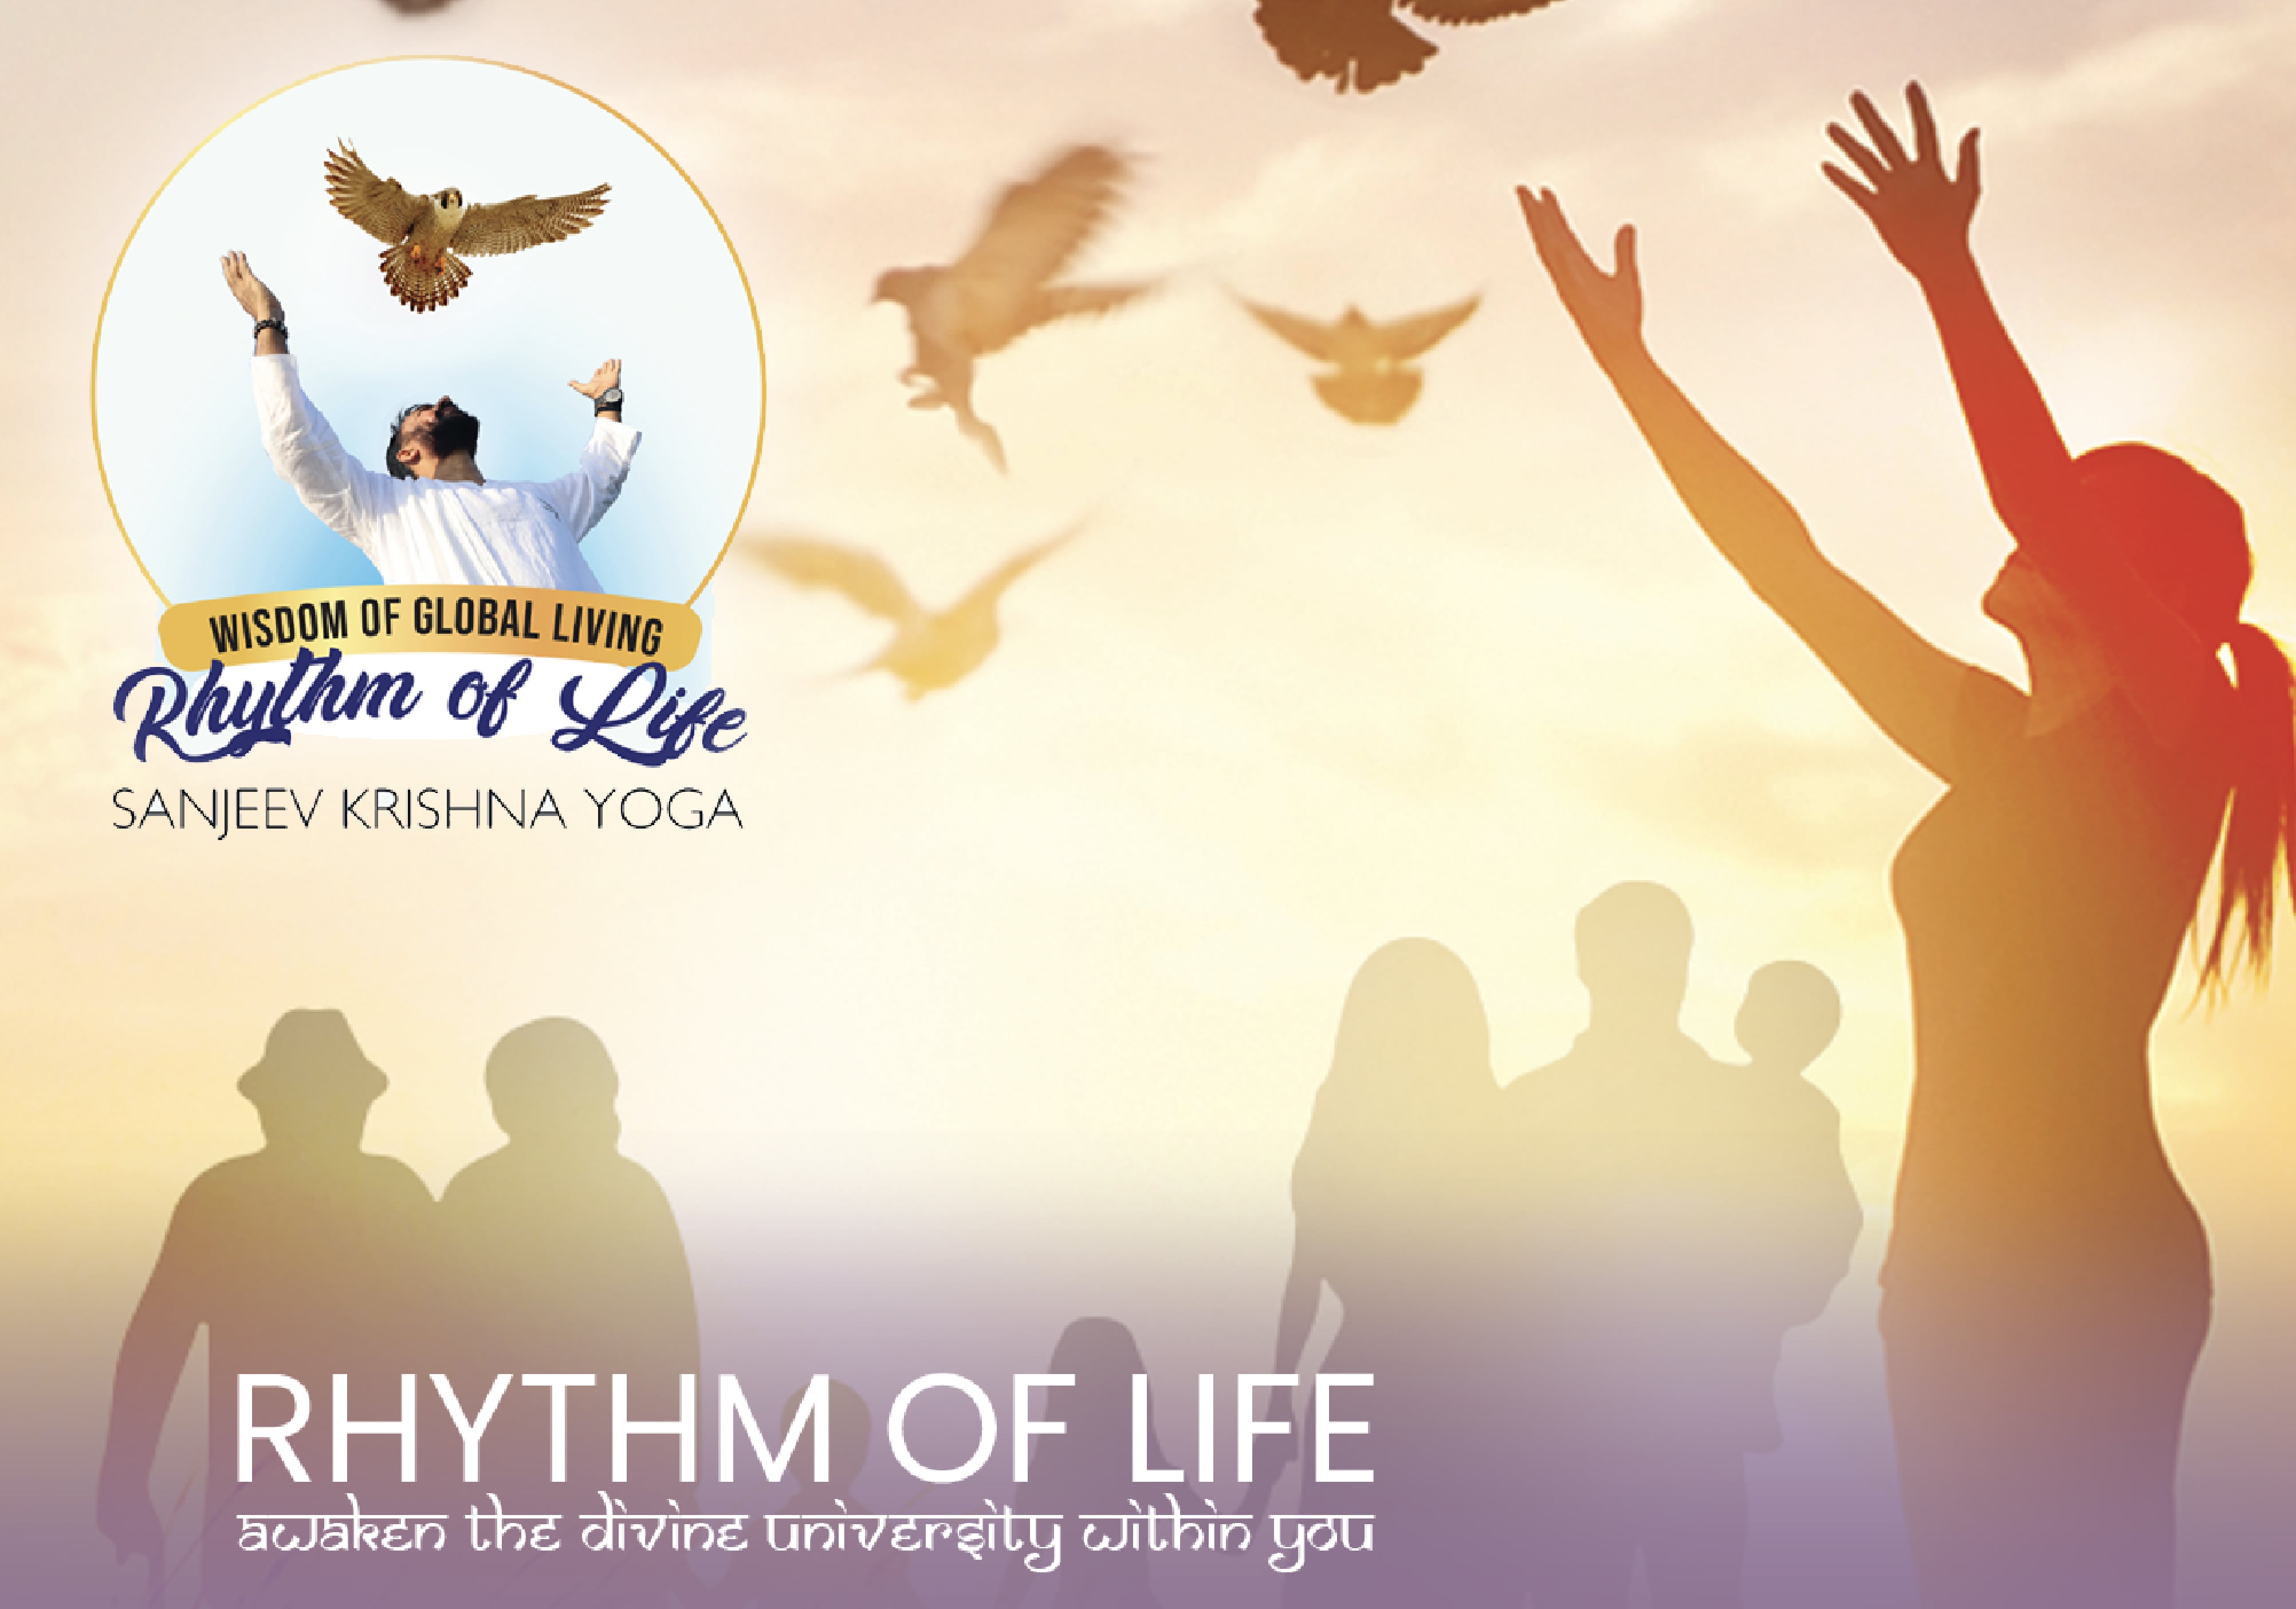 WISDOM OF GLOBAL LIVING
Rhythm of Life
SANJEEV KRISHNA YOGA
RHYTHM OF LIFE
awaken the divine university within you